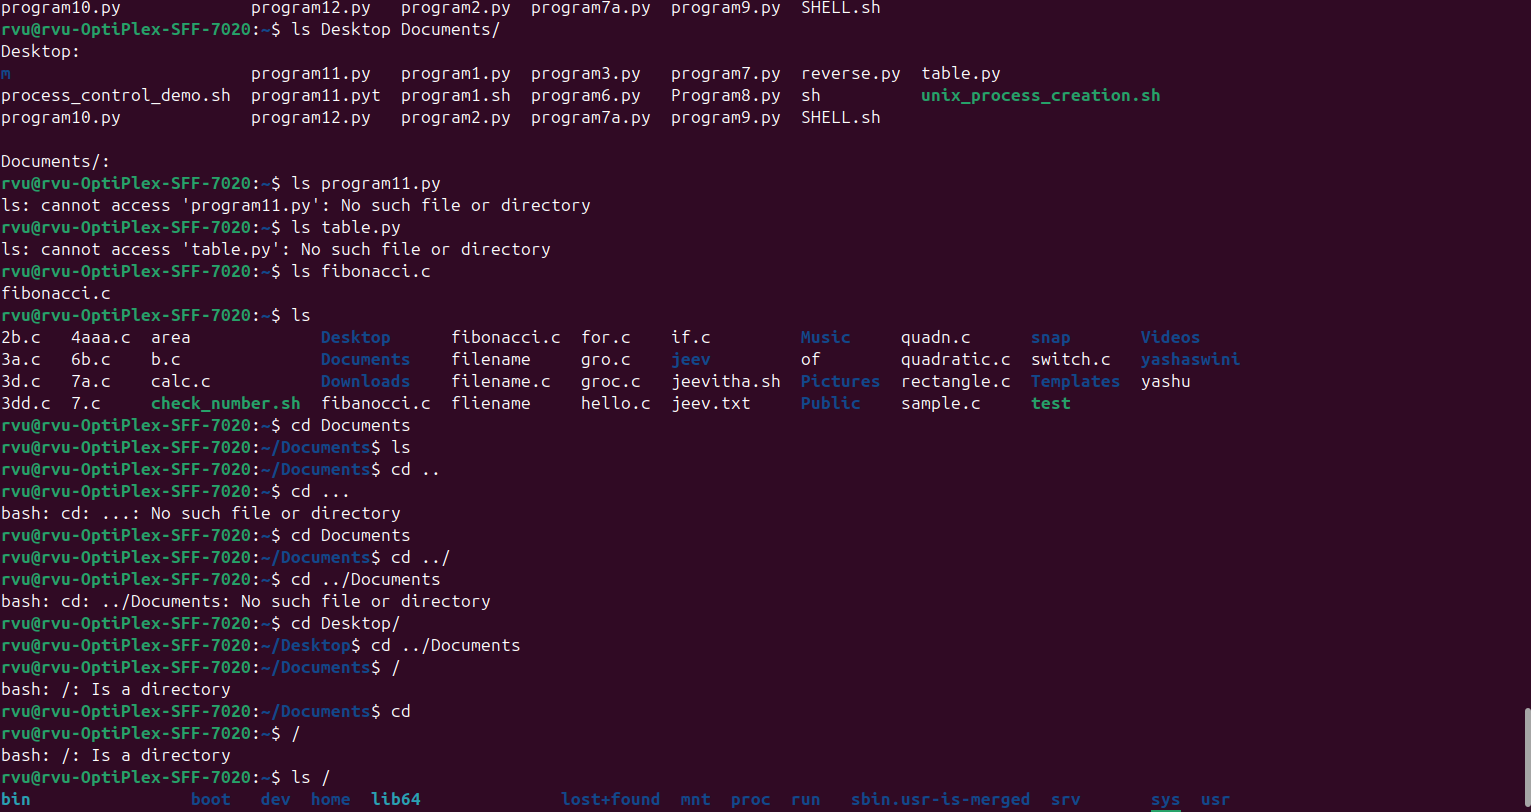 program10.py program12.py program2.py program7a.py program9.py SHELL.sh
rvu@rvu-OptiPlex-SFF-7020:~$ ls Desktop Documents/
Desktop:
m program11.py program1.py program3.py program7.py reverse.py table.py
process_control_demo.sh program11.pyt program1.sh program6.py Program8.py sh unix_process_creation.sh
program10.py program12.py program2.py program7a.py program9.py SHELL.sh
Documents/:
rvu@rvu-OptiPlex-SFF-7020:~$ ls program11.py
ls: cannot access 'program11.py': No such file or directory
rvu@rvu-OptiPlex-SFF-7020:~$ ls table.py
ls: cannot access 'table.py': No such file or directory
rvu@rvu-OptiPlex-SFF-7020:~$ ls fibonacci.c
fibonacci.c
rvu@rvu-OptiPlex-SFF-7020:~$ ls
2b.c 4aaa.c area Desktop fibonacci.c for.c if.c Music quadn.c snap Videos
3a.c 6b.c b.c Documents filename gro.c jeev of quadratic.c switch.c yashaswini
3d.c 7a.c calc.c Downloads filename.c groc.c jeevitha.sh Pictures rectangle.c Templates yashu
3dd.c 7.c check_number.sh fibanocci.c fliename hello.c jeev.txt Public sample.c test
rvu@rvu-OptiPlex-SFF-7020:~$ cd Documents
rvu@rvu-OptiPlex-SFF-7020:~/Documents$ ls
rvu@rvu-OptiPlex-SFF-7020:~/Documents$ cd ..
rvu@rvu-OptiPlex-SFF-7020:~$ cd ...
bash: cd: ...: No such file or directory
rvu@rvu-OptiPlex-SFF-7020:~$ cd Documents
rvu@rvu-OptiPlex-SFF-7020:~/Documents$ cd ../
rvu@rvu-OptiPlex-SFF-7020:~$ cd ../Documents
bash: cd: ../Documents: No such file or directory
rvu@rvu-OptiPlex-SFF-7020:~$ cd Desktop/
rvu@rvu-OptiPlex-SFF-7020:~/Desktop$ cd ../Documents
rvu@rvu-OptiPlex-SFF-7020:~/Documents$ /
bash: /: Is a directory
rvu@rvu-OptiPlex-SFF-7020:~/Documents$ cd
rvu@rvu-OptiPlex-SFF-7020:~$ /
bash: /: Is a directory
rvu@rvu-OptiPlex-SFF-7020:~$ ls /
bin boot dev home lib64 lost+found mnt proc run sbin.usr-is-merged srv sys usr